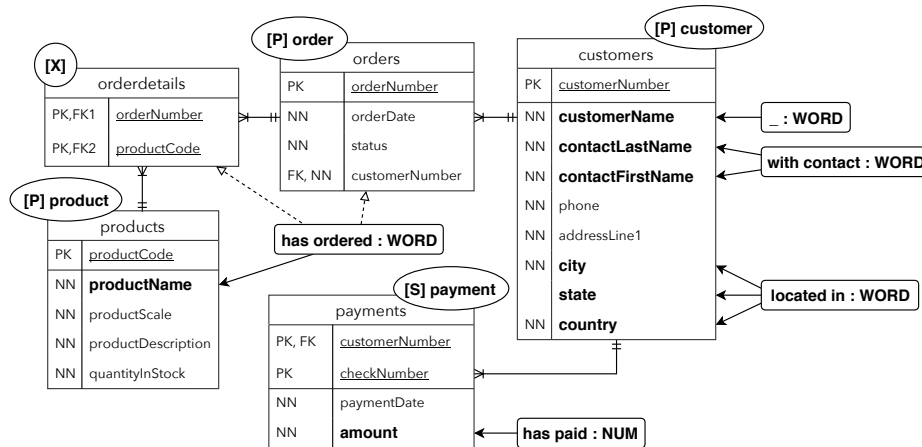 [X]
orderdetails
PK,FK1 orderNumber
PK,FK2 productCode
[P] order
orders
PK orderNumber
NN orderDate
NN status
FK, NN customerNumber
[P] customer
customers
PK customerNumber
NN customerName
NN contactLastName
NN contactFirstName
NN phone
NN addressLine1
NN city
state
NN country
_ : WORD
with contact : WORD
located in : WORD
[P] product
products
PK productCode
NN productName
NN productScale
NN productDescription
NN quantityInStock
has ordered : WORD
[S] payment
payments
PK, FK customerNumber
PK checkNumber
NN paymentDate
NN amount
has paid : NUM